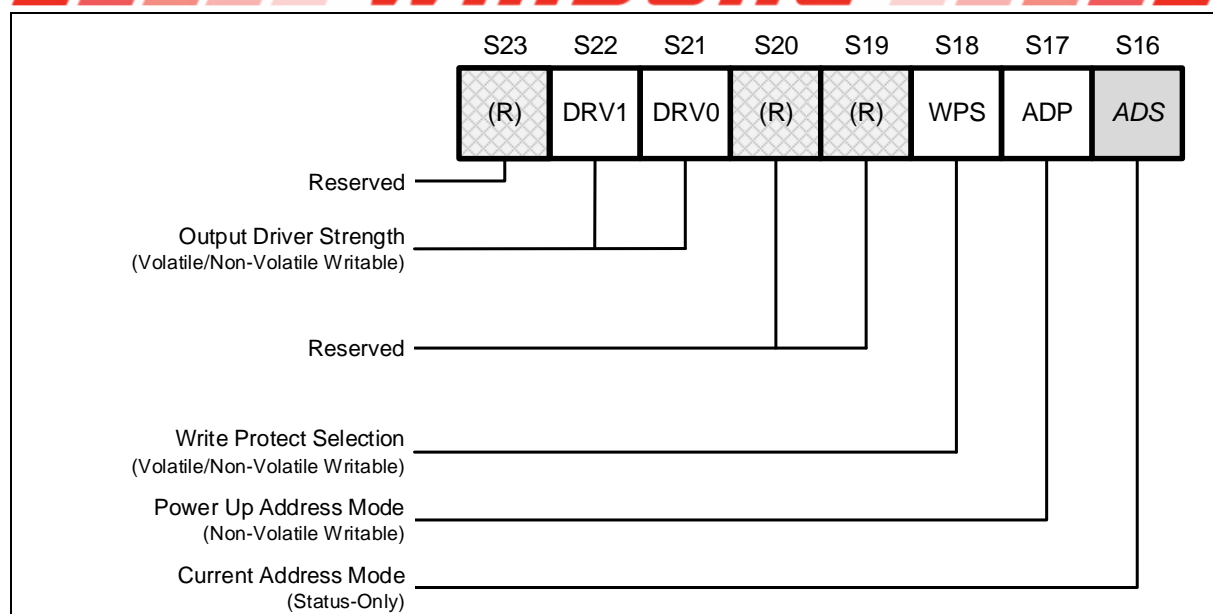 S23 S22 S21 S20 S19 S18 S17 S16
(R) DRV1 DRV0 (R) (R) WPS ADP ADS
Reserved
Output Driver Strength
(Volatile/Non-Volatile Writable)
Reserved
Write Protect Selection
(Volatile/Non-Volatile Writable)
Power Up Address Mode
(Non-Volatile Writable)
Current Address Mode
(Status-Only)